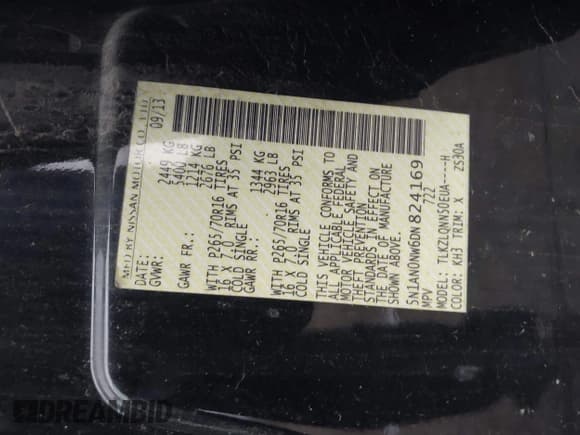 MFD BY NISSAN MOTOR CO., LTD.
DATE: 09/13
GVWR: 2449 KG
5400 LB
GAWR FR.: 1214 KG
2676 LB
WITH P265/70R16 TIRES
16 X 7.0 RIMS AT 35 PSI
COLD SINGLE
GAWR RR.: 1344 KG
2963 LB
WITH P265/70R16 TIRES
16 X 7.0 RIMS AT 35 PSI
COLD SINGLE
THIS VEHICLE CONFORMS TO
ALL APPLICABLE FEDERAL
MOTOR VEHICLE SAFETY AND
THEFT PREVENTION
STANDARDS IN EFFECT ON
THE DATE OF MANUFACTURE
SHOWN ABOVE.
5N1AN0NW6DN824169
MPV 722
MODEL: TLKZLQNN50EUA----H
COLOR: KH3 TRIM: X ZS30A
DREAMBID